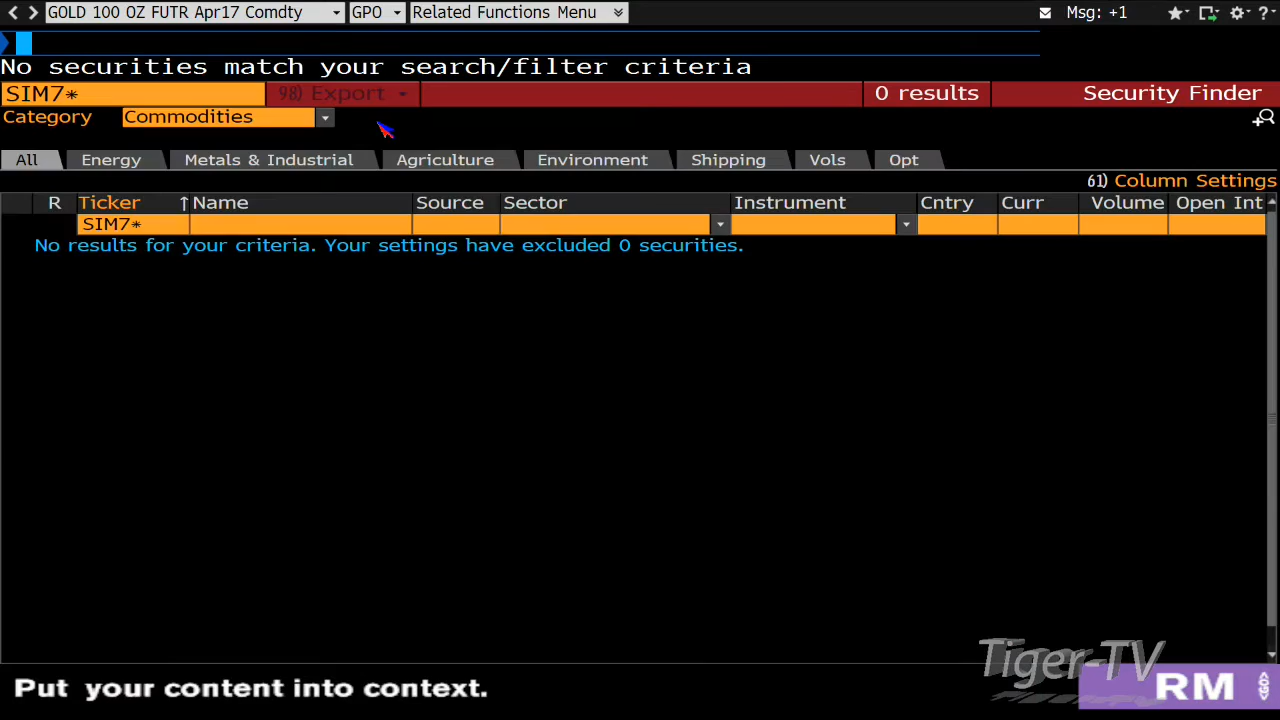 GOLD 100 OZ FUTR Apr17 Comdty GPO Related Functions Menu Msg: +1 ?
No securities match your search/filter criteria
SIM7* 98) Export 0 results Security Finder
Category Commodities
All Energy Metals & Industrial Agriculture Environment Shipping Vols Opt
61) Column Settings
R Ticker ↑ Name Source Sector Instrument Cntry Curr Volume Open Int
SIM7*
No results for your criteria. Your settings have excluded 0 securities.
Tiger-TV
Put your content into context. RM